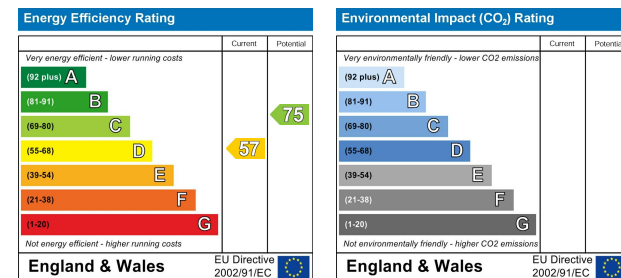 Energy Efficiency Rating
Current Potential
Very energy efficient - lower running costs
(92 plus) A
(81-91) B
(69-80) C
(55-68) D
(39-54) E
(21-38) F
(1-20) G
57
75
Not energy efficient - higher running costs
England & Wales
EU Directive
2002/91/EC
Environmental Impact (CO₂) Rating
Current Potential
Very environmentally friendly - lower CO2 emissions
(92 plus) A
(81-91) B
(69-80) C
(55-68) D
(39-54) E
(21-38) F
(1-20) G
Not environmentally friendly - higher CO2 emissions
England & Wales
EU Directive
2002/91/EC